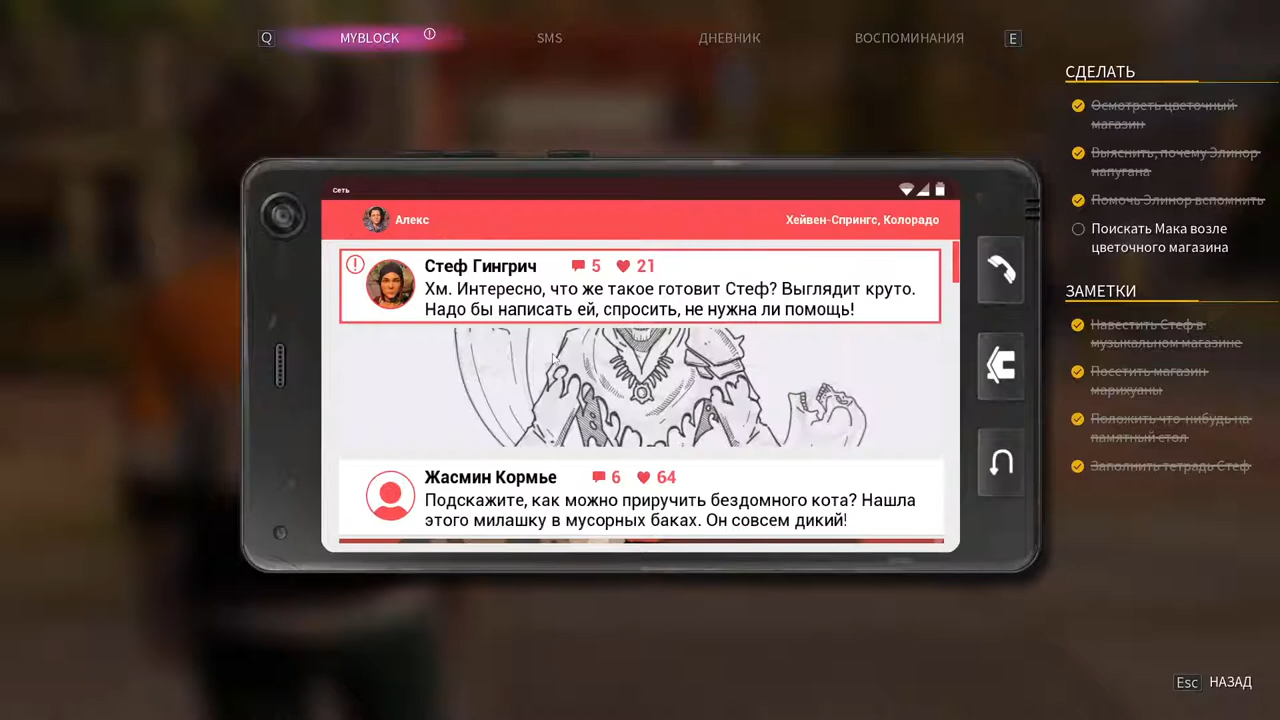 Q MYBLOCK SMS ДНЕВНИК ВОСПОМИНАНИЯ E
Сеть
Алекс Хейвен-Спрингс, Колорадо
Стеф Гингрич 5 21
Хм. Интересно, что же такое готовит Стеф? Выглядит круто.
Надо бы написать ей, спросить, не нужна ли помощь!
Жасмин Кормье 6 64
Подскажите, как можно приручить бездомного кота? Нашла
этого милашку в мусорных баках. Он совсем дикий!
СДЕЛАТЬ
Осмотреть цветочный
магазин
Выяснить, почему Элинор
напугана
Помочь Элинор вспомнить
Поискать Мака возле
цветочного магазина
ЗАМЕТКИ
Навестить Стеф в
музыкальном магазине
Посетить магазин
марихуаны
Положить что-нибудь на
памятный стол
Заполнить тетрадь Стеф
Esc НАЗАД